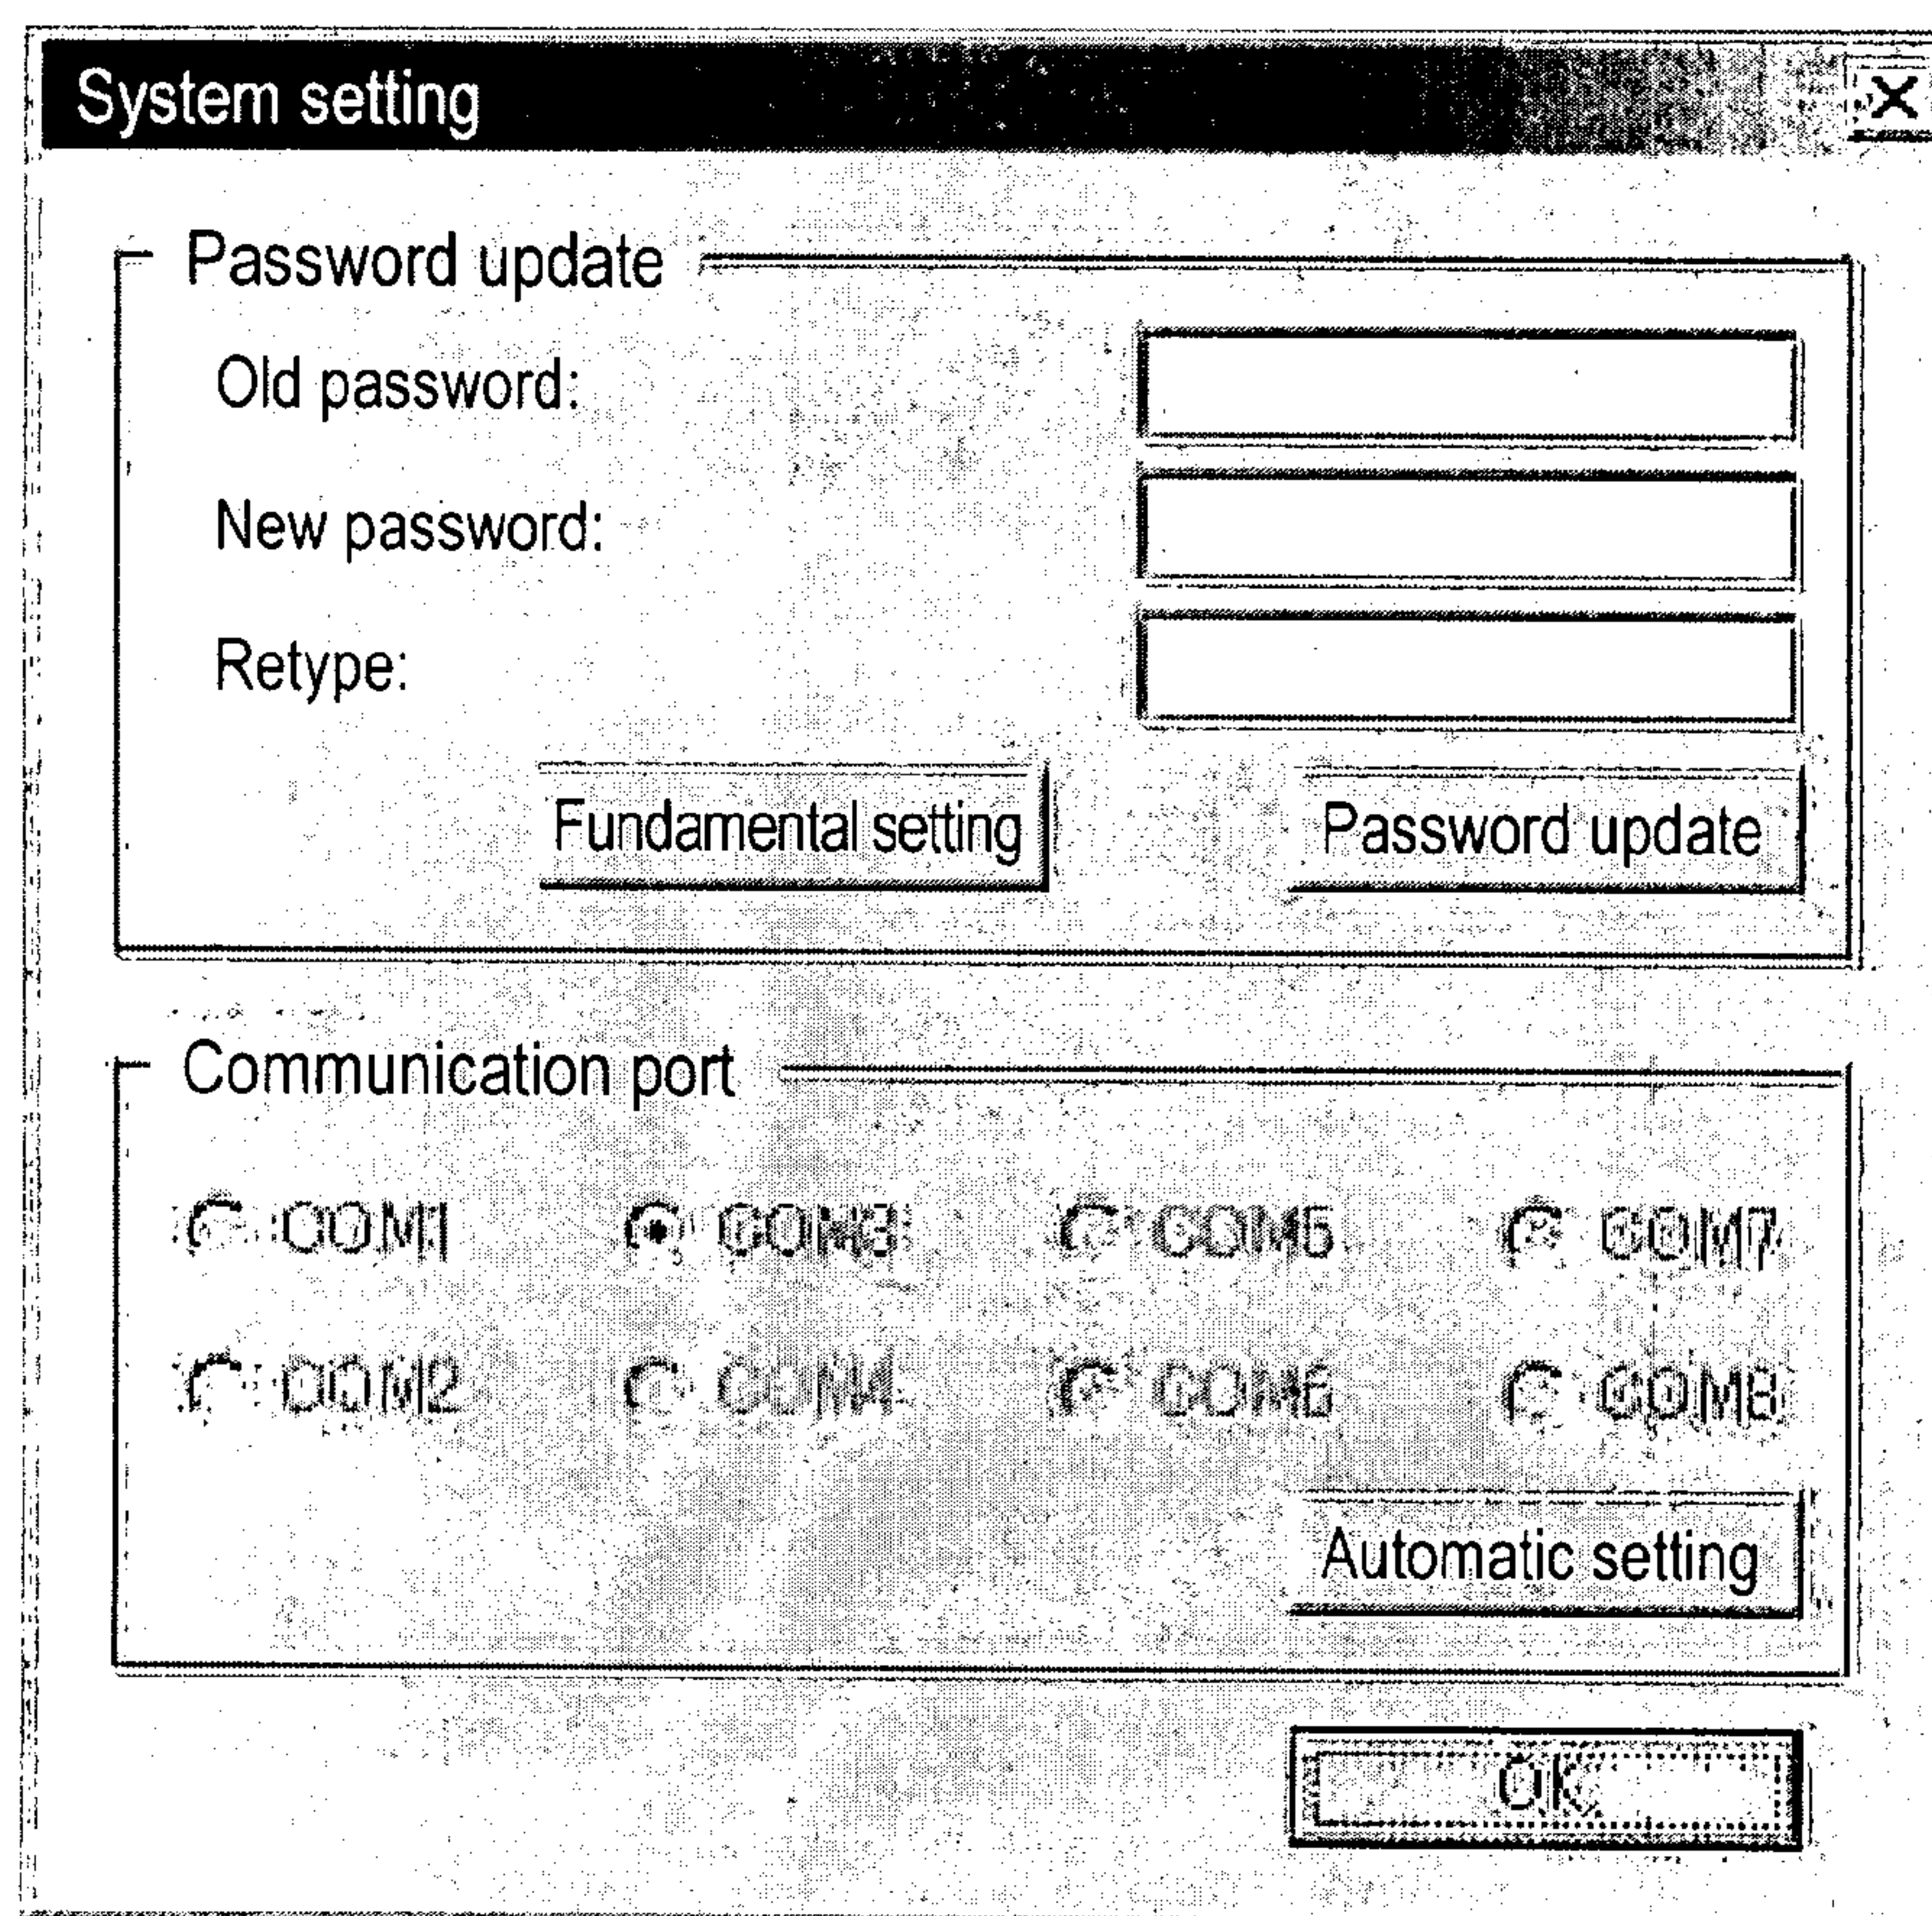 System setting
Password update
Old password:
New password:
Retype:
Fundamental setting Password update
Communication port
COM1 COM3 COM5 COM7
COM2 COM4 COM6 COM8
Automatic setting
OK